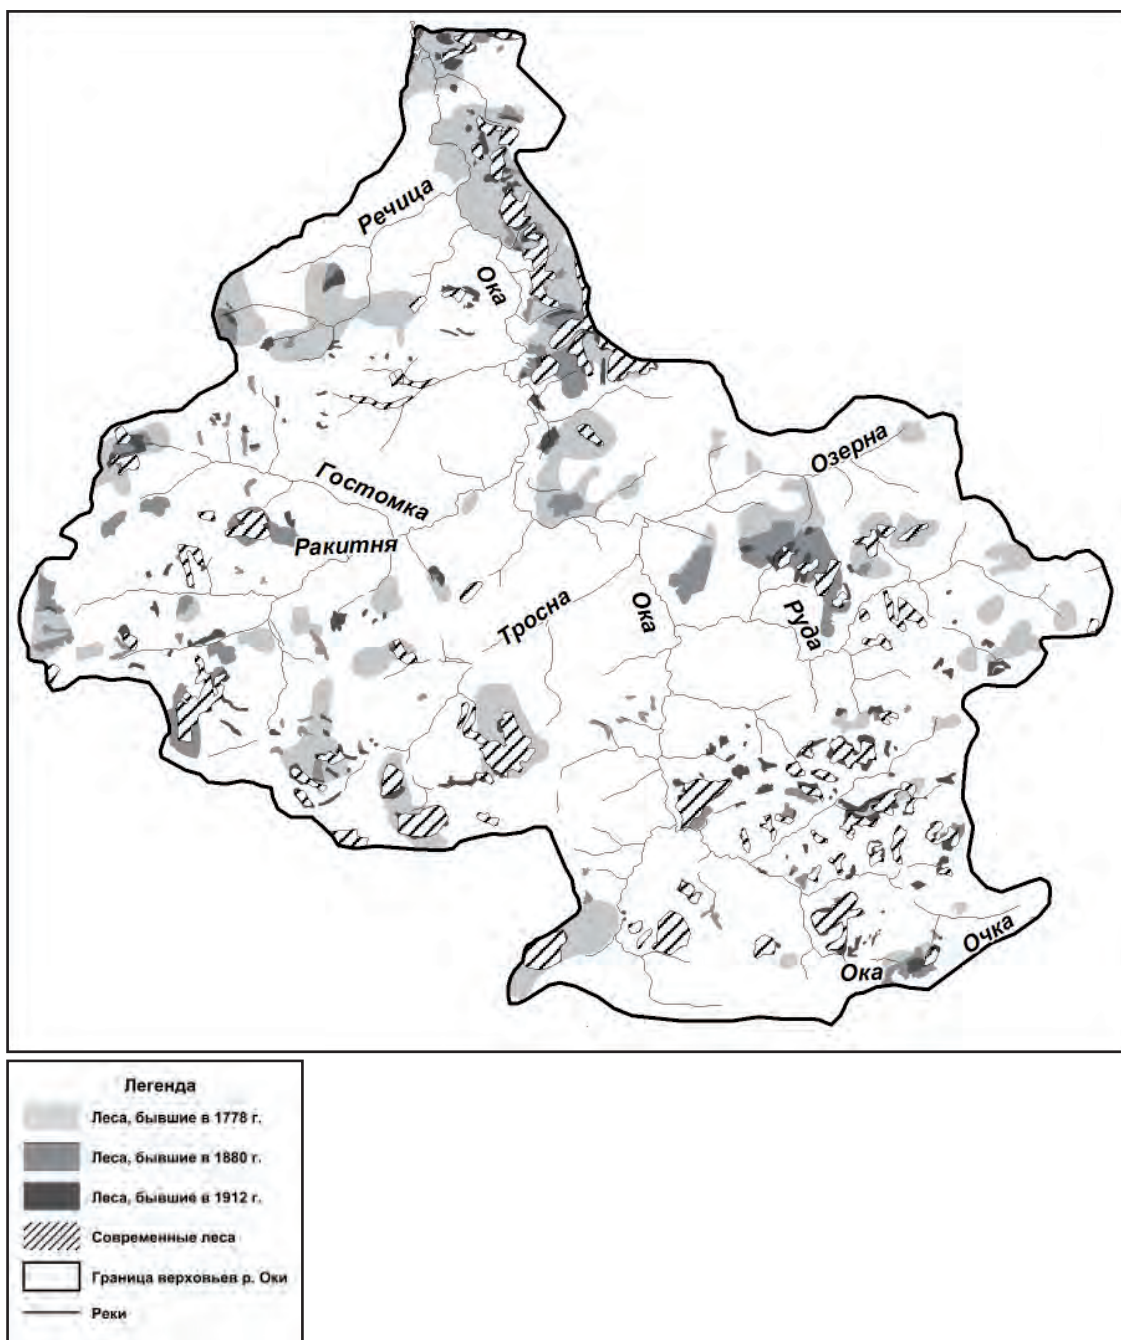 Речица
Ока
Озерна
Гостомка
Ракитня
Тросна
Ока
Руда
Очка
Ока
Легенда
Леса, бывшие в 1778 г.
Леса, бывшие в 1880 г.
Леса, бывшие в 1912 г.
Современные леса
Граница верховьев р. Оки
Реки